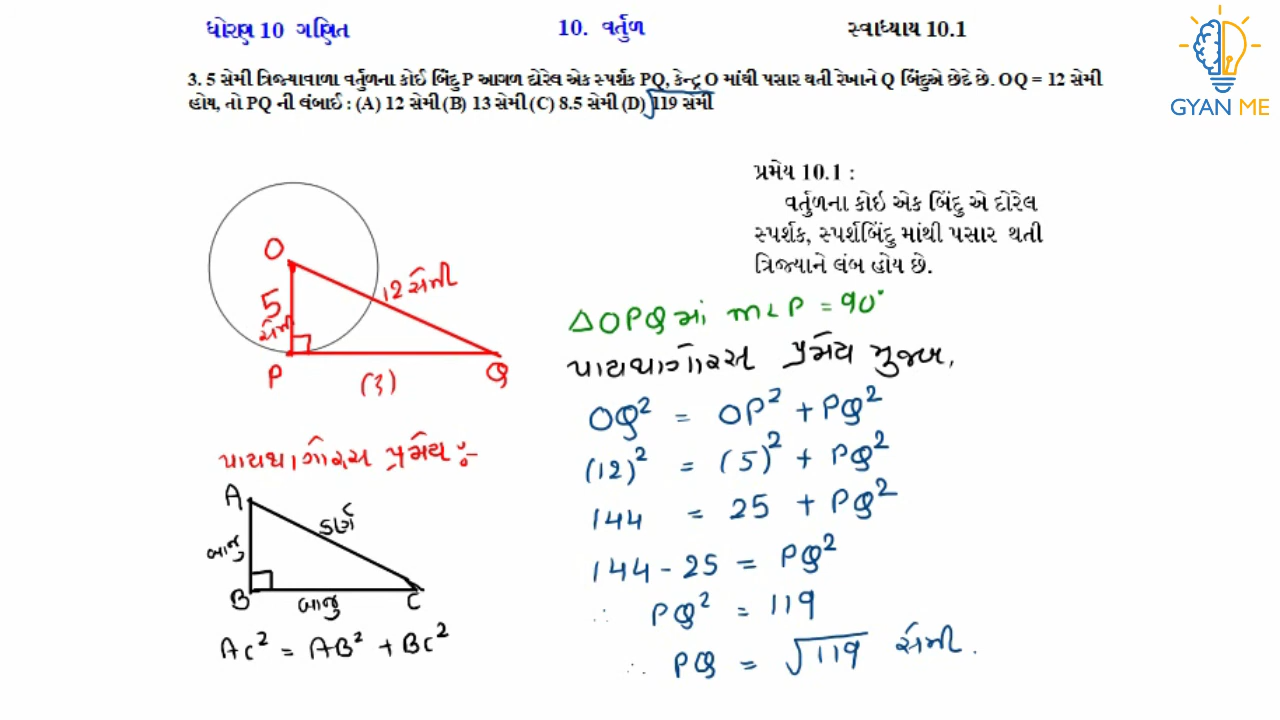 ધોરણ 10 ગણિત
10. વર્તુળ
સ્વાધ્યાય 10.1
GYAN ME
3. 5 સેમી ત્રિજ્યાવાળા વર્તુળના કોઈ બિંદુ P આગળ દોરેલ એક સ્પર્શક PQ, કેન્દ્ર O માંથી પસાર થતી રેખાને Q બિંદુએ છેદે છે. OQ = 12 સેમી
હોય, તો PQ ની લંબાઈ : (A) 12 સેમી (B) 13 સેમી (C) 8.5 સેમી (D) √119 સેમી
પ્રમેય 10.1 :
વર્તુળના કોઇ એક બિંદુ એ દોરેલ
સ્પર્શક, સ્પર્શબિંદુ માંથી પસાર થતી
ત્રિજ્યાને લંબ હોય છે.
O
12 સેમી
5
સેમી
P
Q
(?)
પાયથાગોરસ પ્રમેય :-
A
કર્ણ
બાજુ
B
બાજુ
C
AC² = AB² + BC²
△OPQ માં m∠P = 90°
પાયથાગોરસ પ્રમેય મુજબ,
OQ² = OP² + PQ²
(12)² = (5)² + PQ²
144 = 25 + PQ²
144 - 25 = PQ²
∴ PQ² = 119
∴ PQ = √119 સેમી.